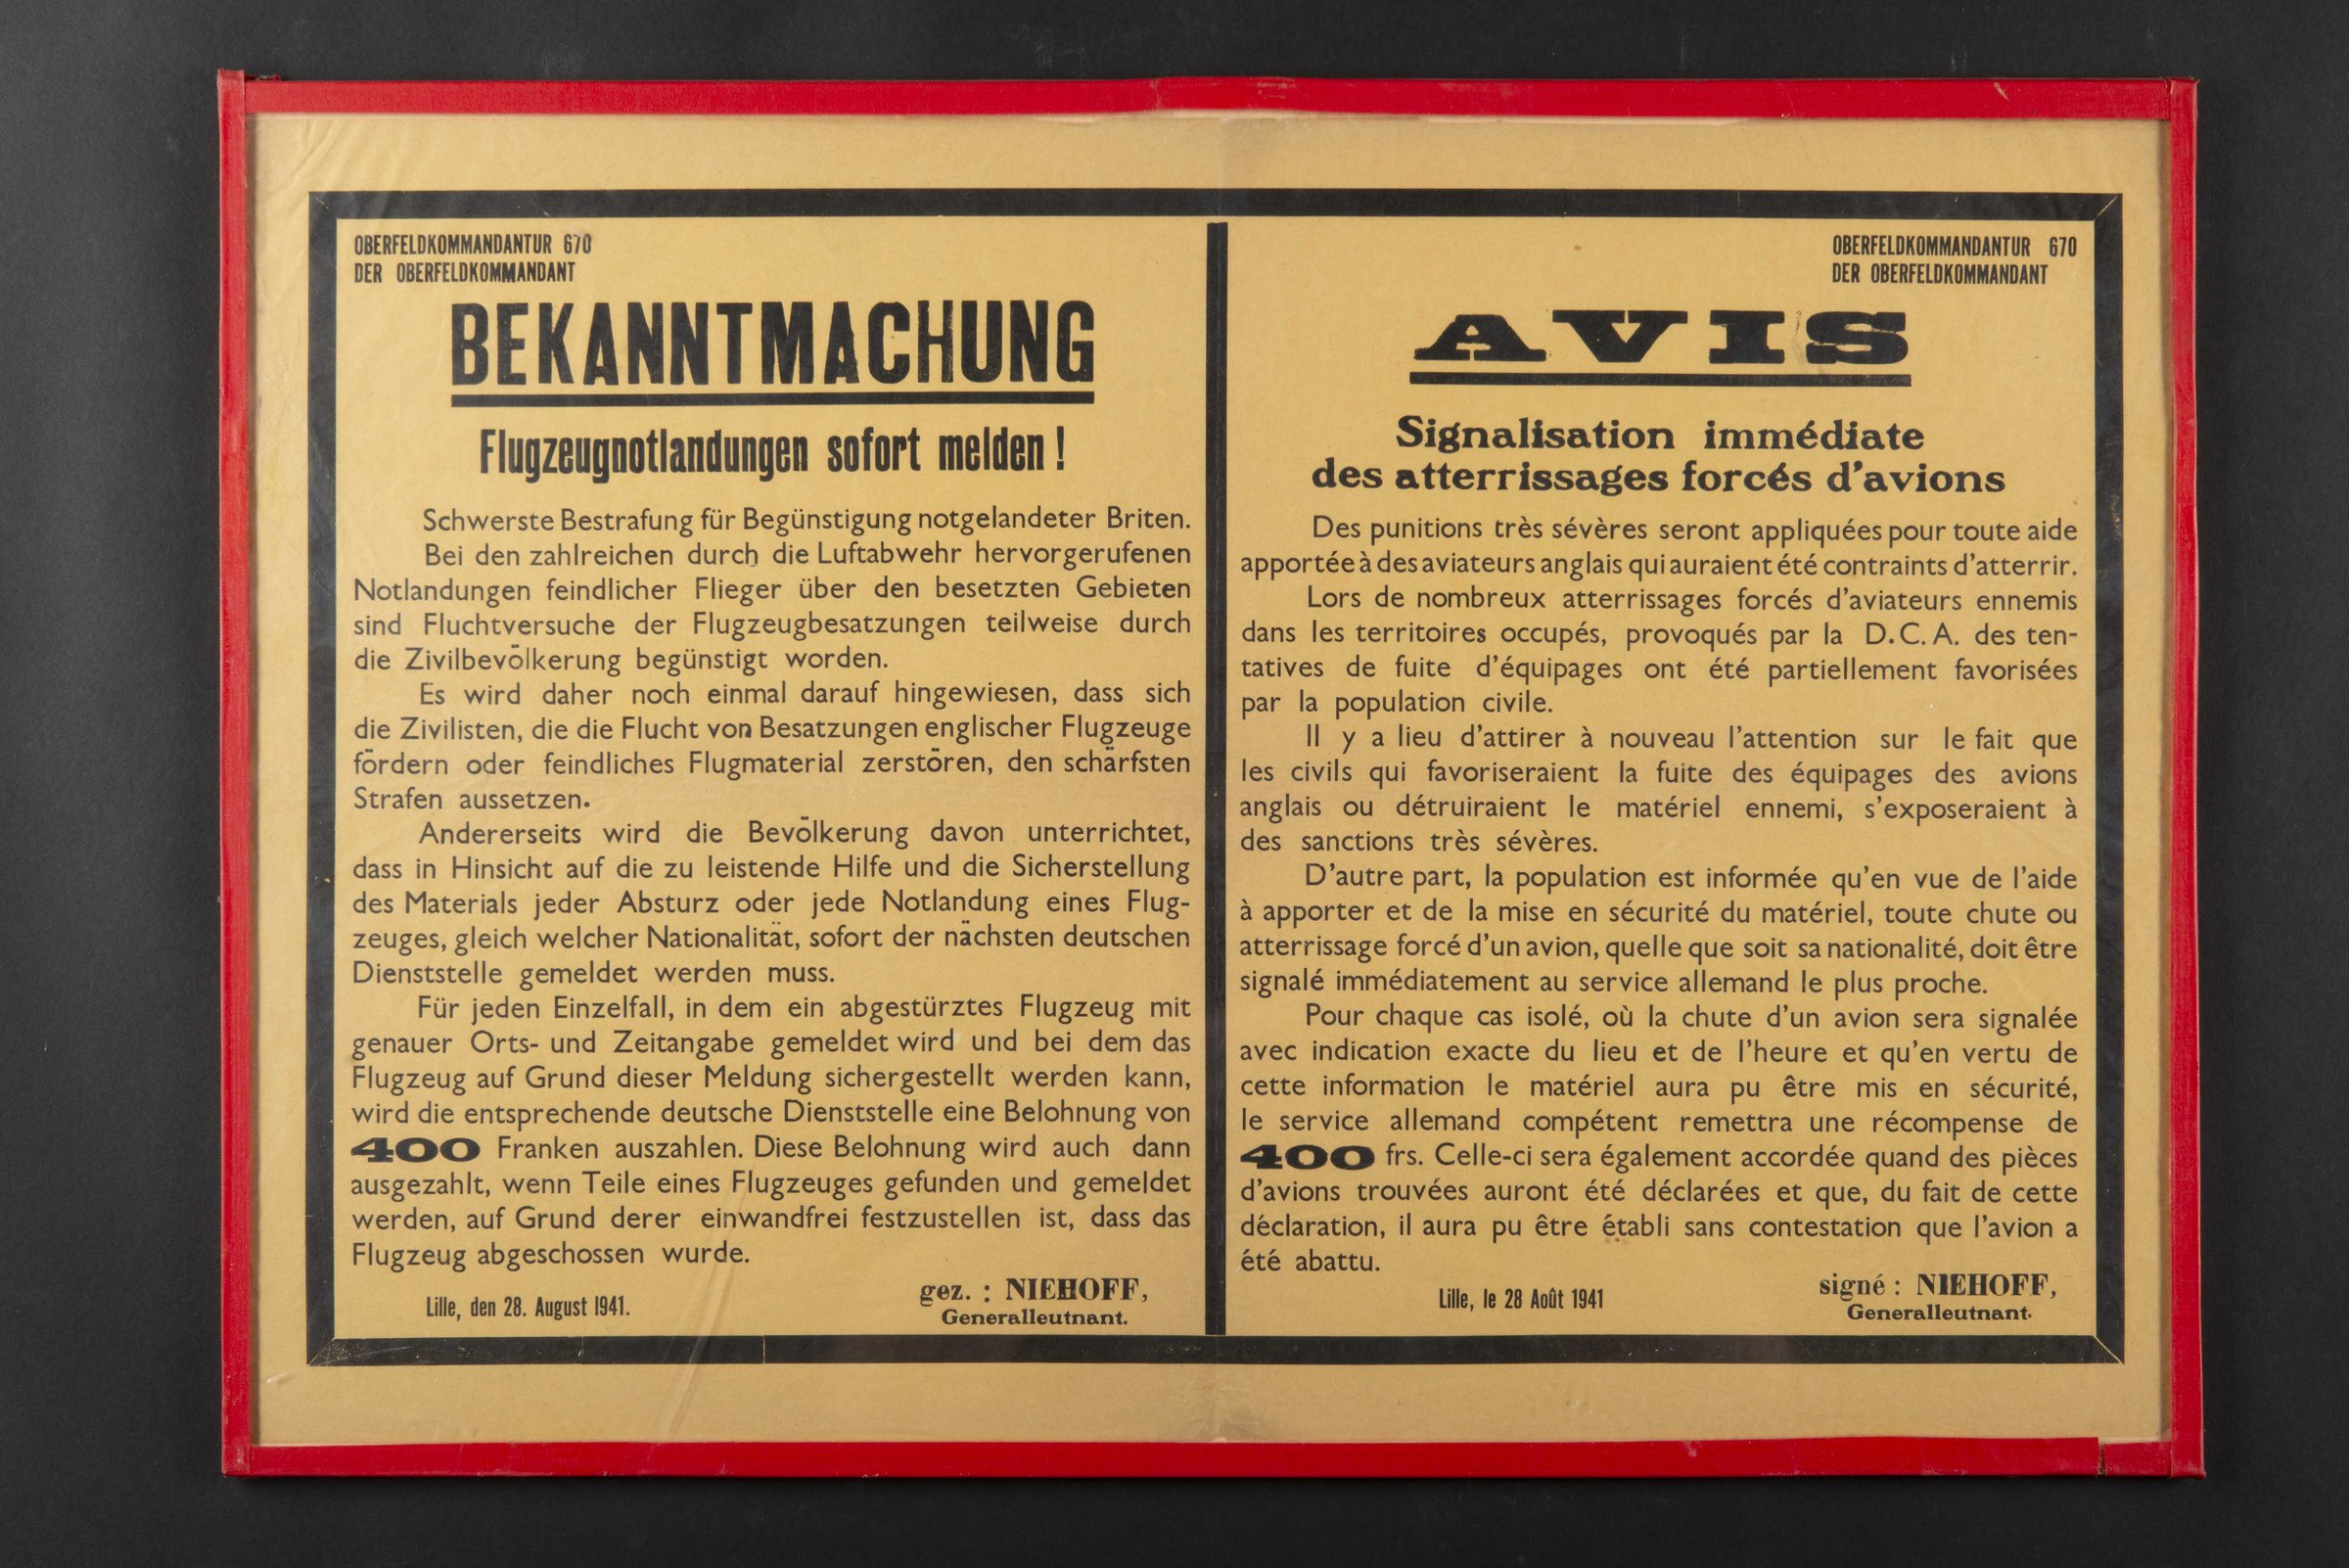 OBERFELDKOMMANDANTUR 670
DER OBERFELDKOMMANDANT
BEKANNTMACHUNG
Flugzeugnotlandungen sofort melden !
Schwerste Bestrafung für Begünstigung notgelandeter Briten.
Bei den zahlreichen durch die Luftabwehr hervorgerufenen
Notlandungen feindlicher Flieger über den besetzten Gebieten
sind Fluchtversuche der Flugzeugbesatzungen teilweise durch
die Zivilbevölkerung begünstigt worden.
Es wird daher noch einmal darauf hingewiesen, dass sich
die Zivilisten, die die Flucht von Besatzungen englischer Flugzeuge
fördern oder feindliches Flugmaterial zerstören, den schärfsten
Strafen aussetzen.
Andererseits wird die Bevölkerung davon unterrichtet,
dass in Hinsicht auf die zu leistende Hilfe und die Sicherstellung
des Materials jeder Absturz oder jede Notlandung eines Flug-
zeuges, gleich welcher Nationalität, sofort der nächsten deutschen
Dienststelle gemeldet werden muss.
Für jeden Einzelfall, in dem ein abgestürztes Flugzeug mit
genauer Orts- und Zeitangabe gemeldet wird und bei dem das
Flugzeug auf Grund dieser Meldung sichergestellt werden kann,
wird die entsprechende deutsche Dienststelle eine Belohnung von
400 Franken auszahlen. Diese Belohnung wird auch dann
ausgezahlt, wenn Teile eines Flugzeuges gefunden und gemeldet
werden, auf Grund derer einwandfrei festzustellen ist, dass das
Flugzeug abgeschossen wurde.
Lille, den 28. August 1941.
gez. : NIEHOFF,
Generalleutnant.
OBERFELDKOMMANDANTUR 670
DER OBERFELDKOMMANDANT
AVIS
Signalisation immédiate
des atterrissages forcés d'avions
Des punitions très sévères seront appliquées pour toute aide
apportée à des aviateurs anglais qui auraient été contraints d'atterrir.
Lors de nombreux atterrissages forcés d'aviateurs ennemis
dans les territoires occupés, provoqués par la D.C.A. des ten-
tatives de fuite d'équipages ont été partiellement favorisées
par la population civile.
Il y a lieu d'attirer à nouveau l'attention sur le fait que
les civils qui favoriseraient la fuite des équipages des avions
anglais ou détruiraient le matériel ennemi, s'exposeraient à
des sanctions très sévères.
D'autre part, la population est informée qu'en vue de l'aide
à apporter et de la mise en sécurité du matériel, toute chute ou
atterrissage forcé d'un avion, quelle que soit sa nationalité, doit être
signalé immédiatement au service allemand le plus proche.
Pour chaque cas isolé, où la chute d'un avion sera signalée
avec indication exacte du lieu et de l'heure et qu'en vertu de
cette information le matériel aura pu être mis en sécurité,
le service allemand compétent remettra une récompense de
400 frs. Celle-ci sera également accordée quand des pièces
d'avions trouvées auront été déclarées et que, du fait de cette
déclaration, il aura pu être établi sans contestation que l'avion a
été abattu.
Lille, le 28 Août 1941
signé : NIEHOFF,
Generalleutnant.